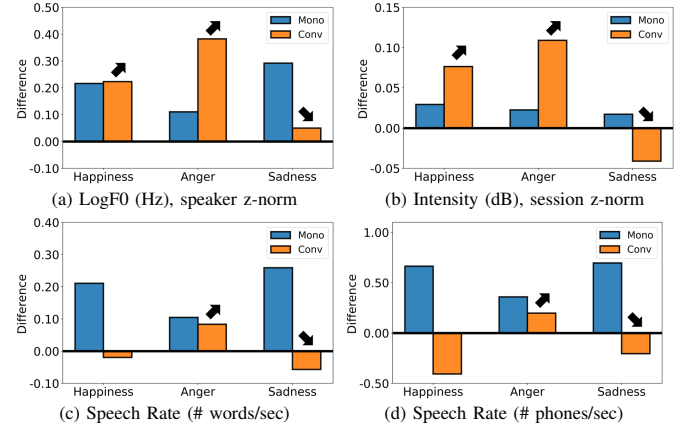 0.50
0.40
0.30
0.20
0.10
0.00
-0.10
Difference
Mono
Conv
Happiness Anger Sadness
(a) LogF0 (Hz), speaker z-norm
0.15
0.10
0.05
0.00
-0.05
Difference
Mono
Conv
Happiness Anger Sadness
(b) Intensity (dB), session z-norm
0.40
0.30
0.20
0.10
0.00
-0.10
Difference
Mono
Conv
Happiness Anger Sadness
(c) Speech Rate (# words/sec)
1.00
0.50
0.00
-0.50
Difference
Mono
Conv
Happiness Anger Sadness
(d) Speech Rate (# phones/sec)